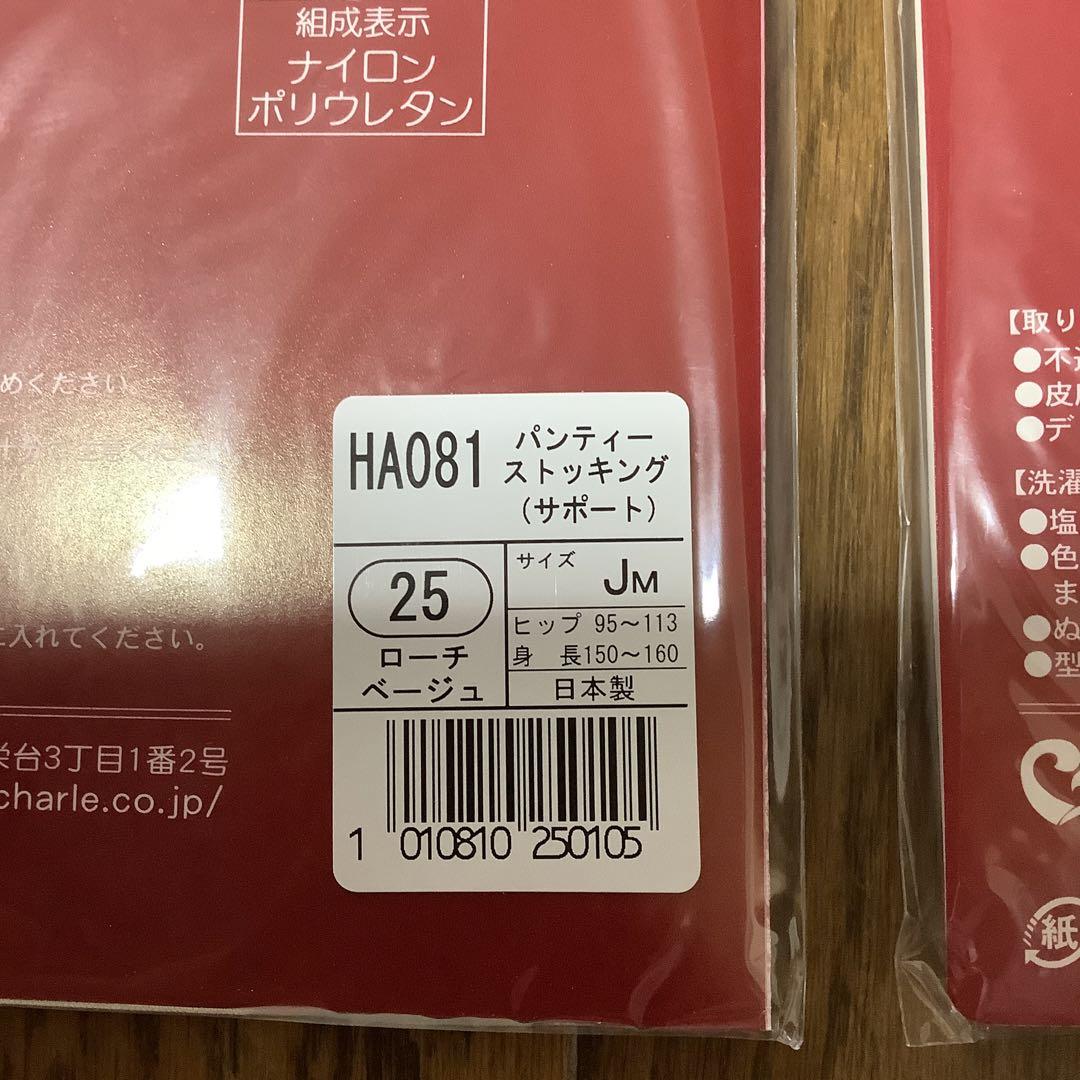 組成表示
ナイロン
ポリウレタン
めください
に入れてください。
栄台3丁目1番2号
charle.co.jp/
HA081
パンティー
ストッキング
(サポート)
25
ローチ
ベージュ
サイズ JM
ヒップ 95〜113
身 長150〜160
日本製
1 010810 250105
【取り
●不
●皮
●デ
【洗濯
●塩
●色
ま
●ぬ
●型
紙